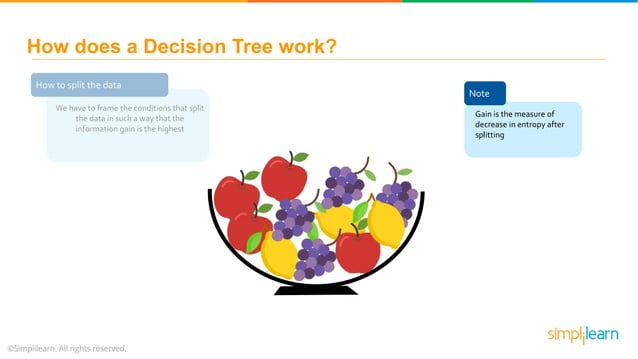 How does a Decision Tree work?
How to split the data
We have to frame the conditions that split
the data in such a way that the
information gain is the highest
Note
Gain is the measure of
decrease in entropy after
splitting
simplilearn
©Simplilearn. All rights reserved.